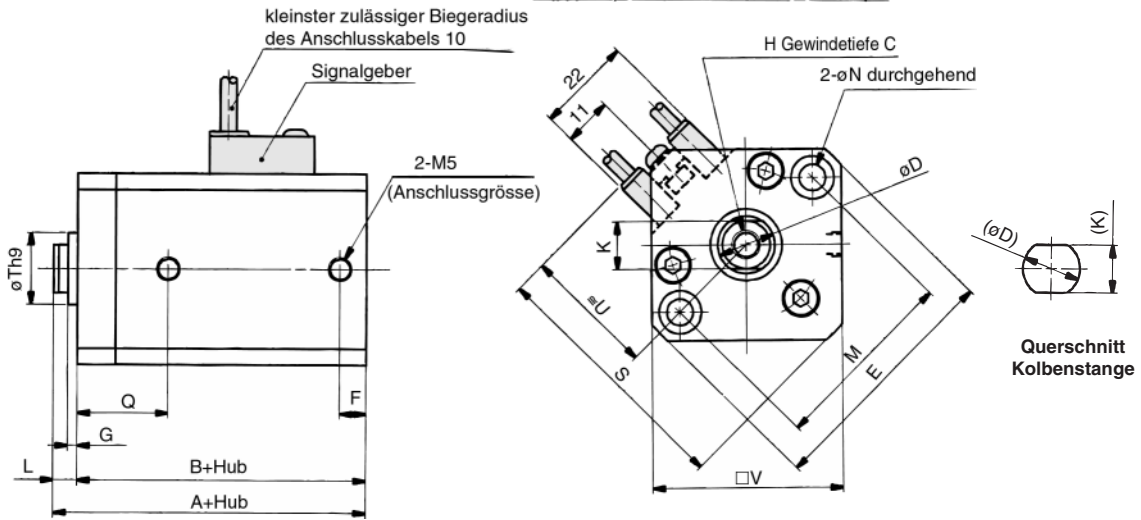 kleinster zulässiger Biegeradius
des Anschlusskabels 10
Signalgeber
2-M5
(Anschlussgrösse)
øTh9
Q
F
G
L
B+Hub
A+Hub
H Gewindetiefe C
2-øN durchgehend
22
11
øD
K
≅U
S
M
E
□V
(øD)
(K)
Querschnitt
Kolbenstange